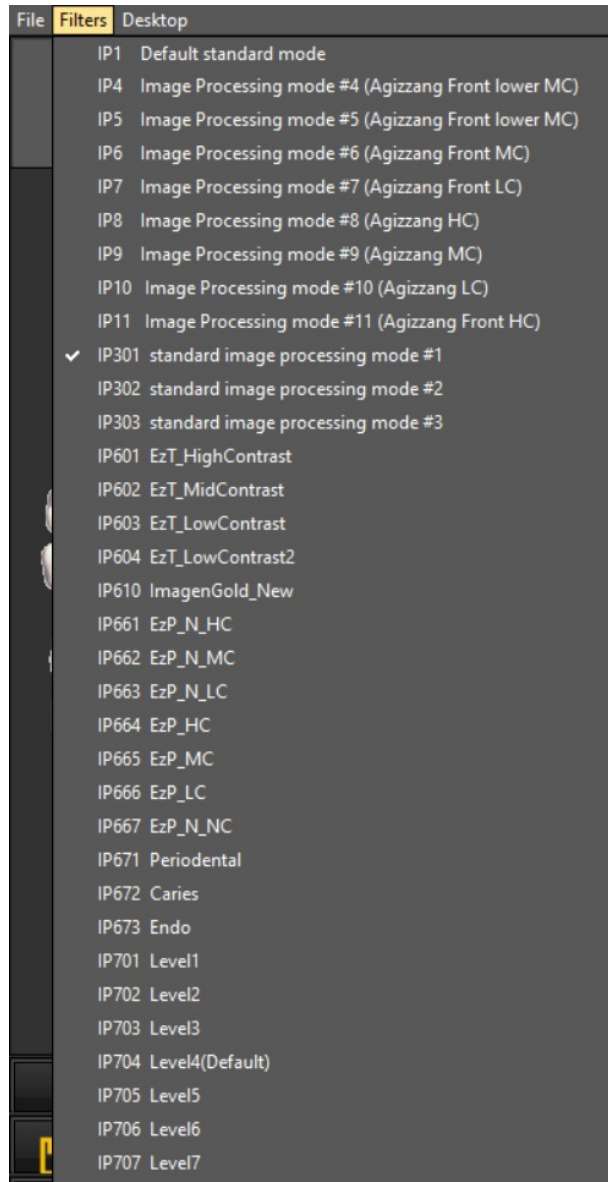 File Filters Desktop
IP1 Default standard mode
IP4 Image Processing mode #4 (Agizzang Front lower MC)
IP5 Image Processing mode #5 (Agizzang Front lower MC)
IP6 Image Processing mode #6 (Agizzang Front MC)
IP7 Image Processing mode #7 (Agizzang Front LC)
IP8 Image Processing mode #8 (Agizzang HC)
IP9 Image Processing mode #9 (Agizzang MC)
IP10 Image Processing mode #10 (Agizzang LC)
IP11 Image Processing mode #11 (Agizzang Front HC)
✓ IP301 standard image processing mode #1
IP302 standard image processing mode #2
IP303 standard image processing mode #3
IP601 EzT_HighContrast
IP602 EzT_MidContrast
IP603 EzT_LowContrast
IP604 EzT_LowContrast2
IP610 ImagenGold_New
IP661 EzP_N_HC
IP662 EzP_N_MC
IP663 EzP_N_LC
IP664 EzP_HC
IP665 EzP_MC
IP666 EzP_LC
IP667 EzP_N_NC
IP671 Periodental
IP672 Caries
IP673 Endo
IP701 Level1
IP702 Level2
IP703 Level3
IP704 Level4(Default)
IP705 Level5
IP706 Level6
IP707 Level7